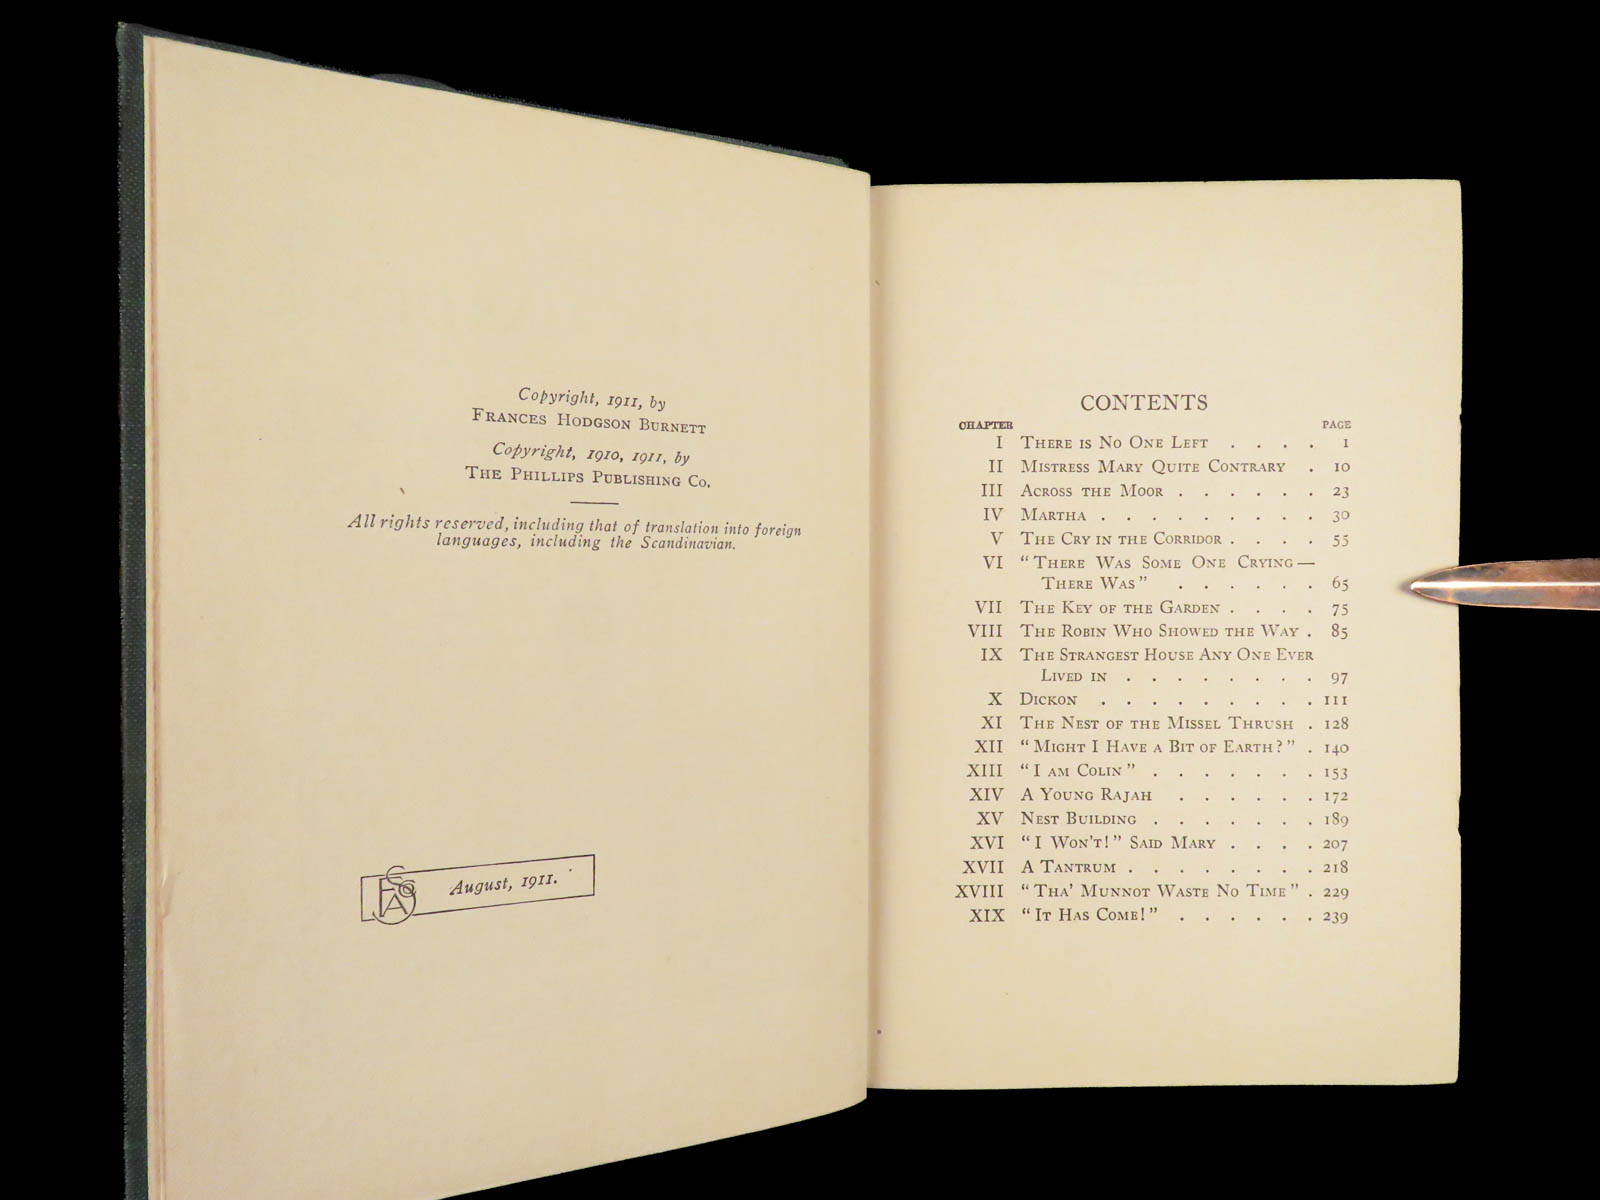 Copyright, 1911, by
Frances Hodgson Burnett
Copyright, 1910, 1911, by
The Phillips Publishing Co.
All rights reserved, including that of translation into foreign
languages, including the Scandinavian.
August, 1911.
CONTENTS
CHAPTER PAGE
I There is No One Left . . . . 1
II Mistress Mary Quite Contrary . 10
III Across the Moor . . . . . . 23
IV Martha . . . . . . . . . 30
V The Cry in the Corridor . . . . 55
VI "There Was Some One Crying—
There Was" . . . . . . 65
VII The Key of the Garden . . . . 75
VIII The Robin Who Showed the Way . 85
IX The Strangest House Any One Ever
Lived in . . . . . . . . 97
X Dickon . . . . . . . . . 111
XI The Nest of the Missel Thrush . 128
XII "Might I Have a Bit of Earth?" . 140
XIII "I am Colin" . . . . . . . 153
XIV A Young Rajah . . . . . . 172
XV Nest Building . . . . . . . 189
XVI "I Won't!" Said Mary . . . . 207
XVII A Tantrum . . . . . . . . 218
XVIII "Tha' Munnot Waste No Time" . 229
XIX "It Has Come!" . . . . . . 239